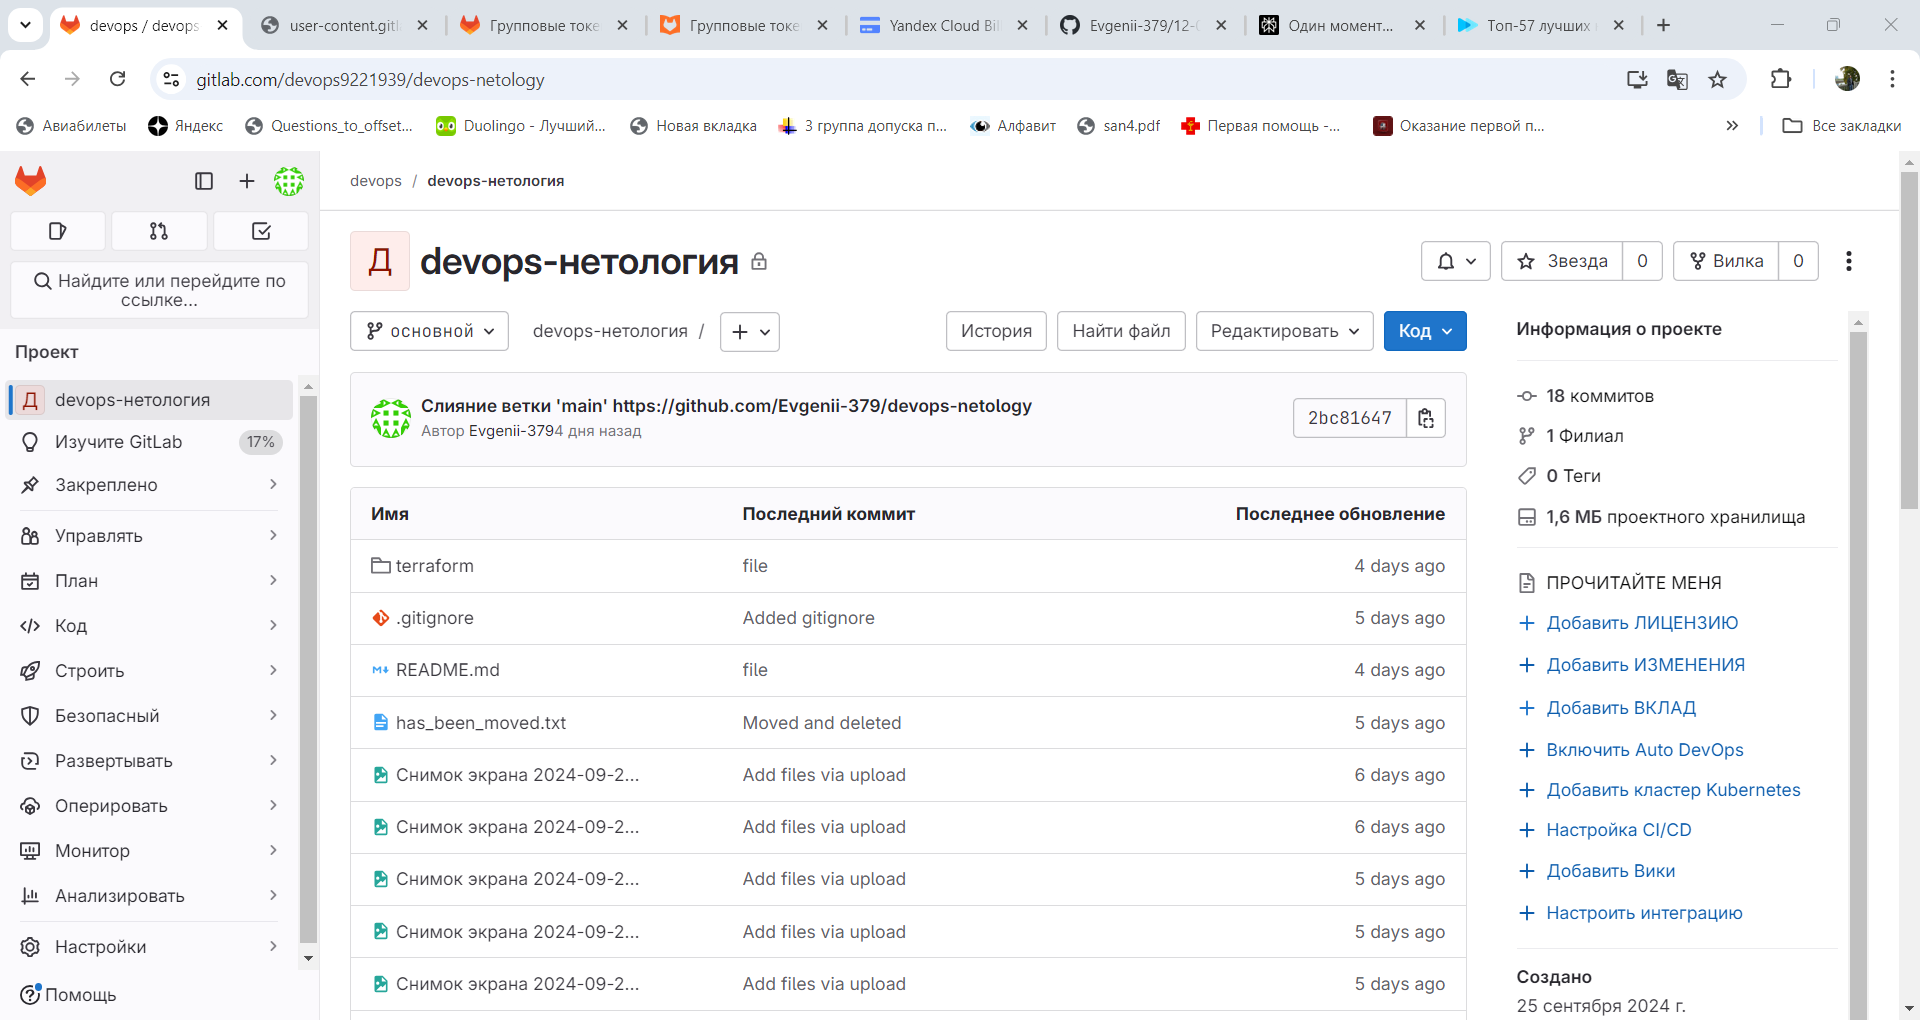 devops / devops
user-content.gitl
Групповые токе
Групповые токе
Yandex Cloud Bil
Evgenii-379/12-0
Один момент...
Топ-57 лучших
gitlab.com/devops9221939/devops-netology
Авиабилеты
Яндекс
Questions_to_offset...
Duolingo - Лучший...
Новая вкладка
3 группа допуска п...
Алфавит
san4.pdf
Первая помощь -...
Оказание первой п...
Все закладки
Найдите или перейдите по
ссылке...
Проект
Д devops-нетология
Изучите GitLab 17%
Закреплено
Управлять
План
Код
Строить
Безопасный
Развертывать
Оперировать
Монитор
Анализировать
Настройки
Помощь
devops / devops-нетология
Д devops-нетология
Звезда 0
Вилка 0
основной
devops-нетология /
История
Найти файл
Редактировать
Код
Слияние ветки 'main' https://github.com/Evgenii-379/devops-netology
Автор Evgenii-3794 дня назад
2bc81647
Имя Последний коммит Последнее обновление
terraform file 4 days ago
.gitignore Added gitignore 5 days ago
README.md file 4 days ago
has_been_moved.txt Moved and deleted 5 days ago
Снимок экрана 2024-09-2... Add files via upload 6 days ago
Снимок экрана 2024-09-2... Add files via upload 6 days ago
Снимок экрана 2024-09-2... Add files via upload 5 days ago
Снимок экрана 2024-09-2... Add files via upload 5 days ago
Снимок экрана 2024-09-2... Add files via upload 5 days ago
Информация о проекте
18 коммитов
1 Филиал
0 Теги
1,6 МБ проектного хранилища
ПРОЧИТАЙТЕ МЕНЯ
Добавить ЛИЦЕНЗИЮ
Добавить ИЗМЕНЕНИЯ
Добавить ВКЛАД
Включить Auto DevOps
Добавить кластер Kubernetes
Настройка CI/CD
Добавить Вики
Настроить интеграцию
Создано
25 сентября 2024 г.